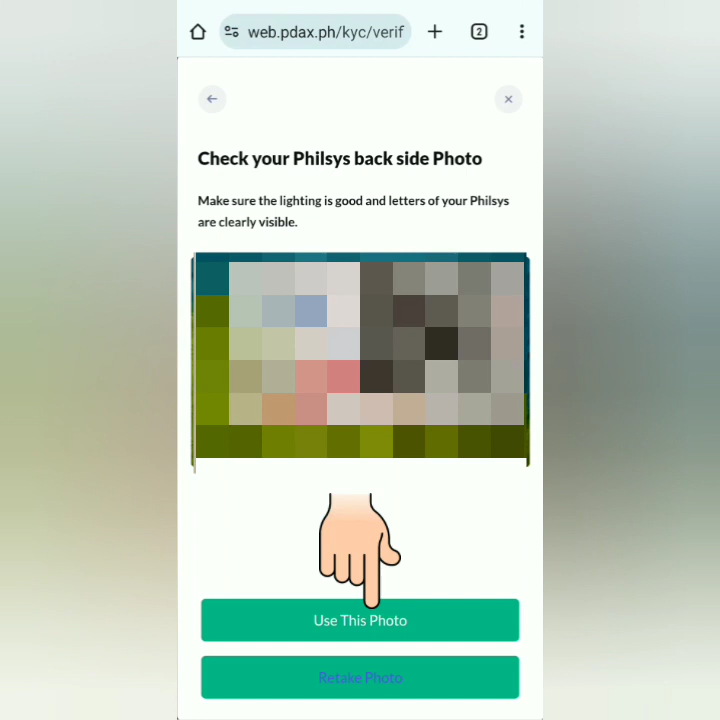 web.pdax.ph/kyc/verif
2
Check your Philsys back side Photo
Make sure the lighting is good and letters of your Philsys
are clearly visible.
Use This Photo
Retake Photo